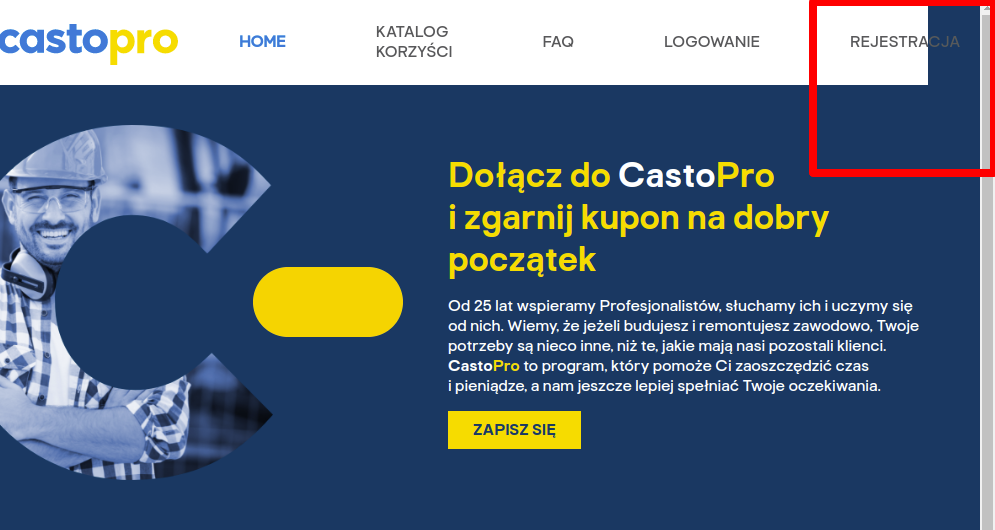 castopro
HOME
KATALOG
KORZYŚCI
FAQ
LOGOWANIE
REJESTRACJA
Dołącz do CastoPro
i zgarnij kupon na dobry
początek
Od 25 lat wspieramy Profesjonalistów, słuchamy ich i uczymy się
od nich. Wiemy, że jeżeli budujesz i remontujesz zawodowo, Twoje
potrzeby są nieco inne, niż te, jakie mają nasi pozostali klienci.
CastoPro to program, który pomoże Ci zaoszczędzić czas
i pieniądze, a nam jeszcze lepiej spełniać Twoje oczekiwania.
ZAPISZ SIĘ